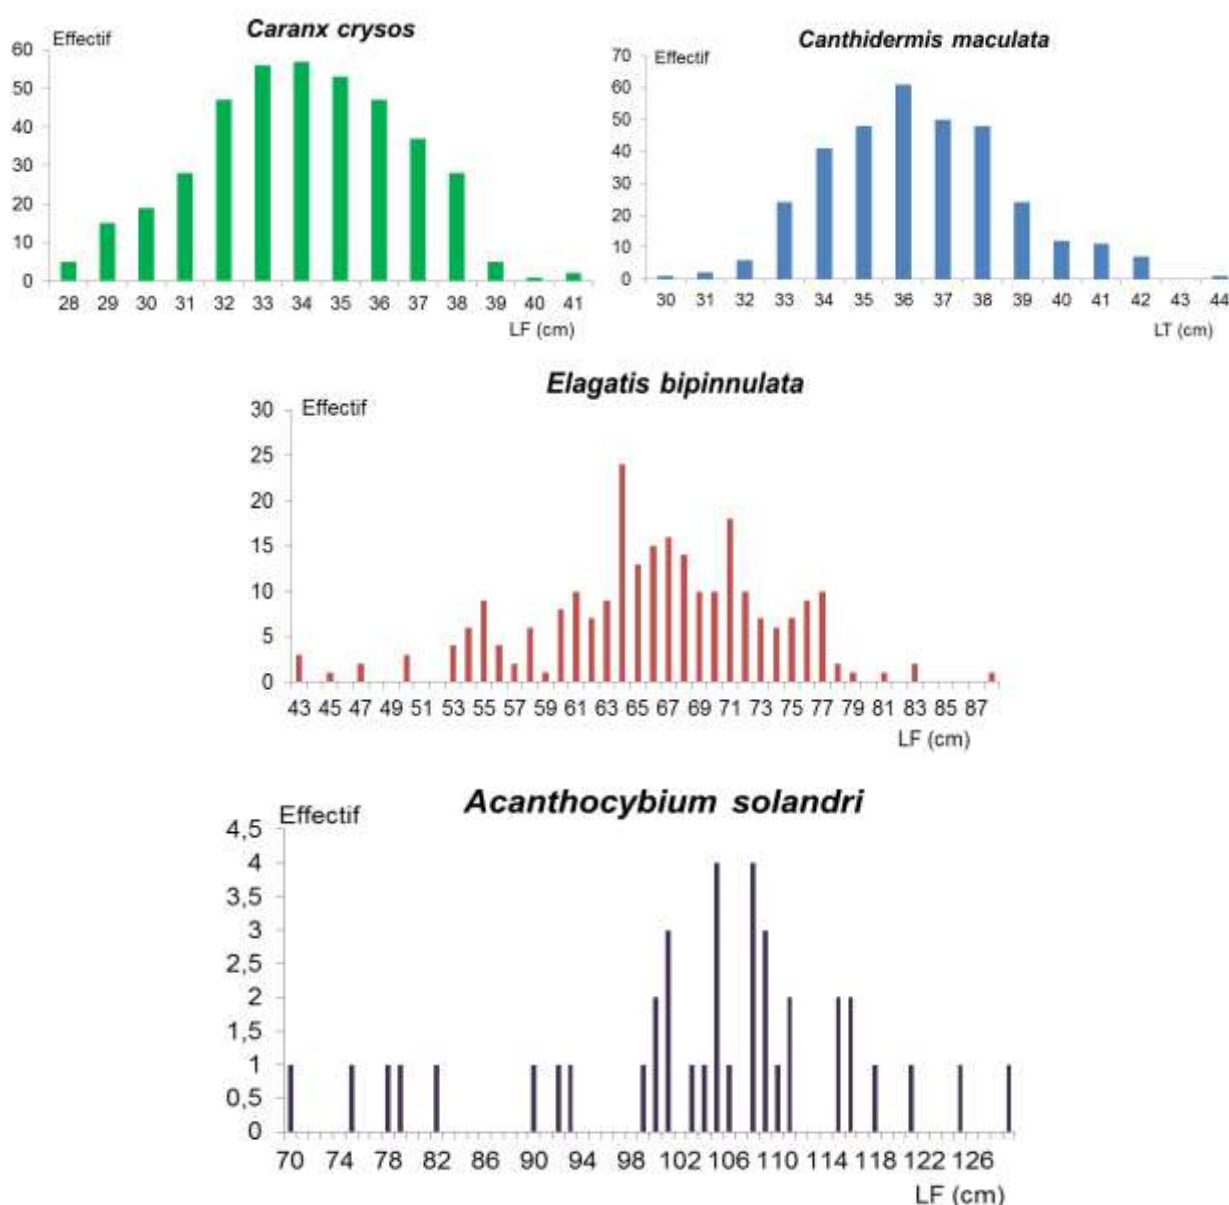 Caranx crysos
Effectif
60
50
40
30
20
10
0
28 29 30 31 32 33 34 35 36 37 38 39 40 41
LF (cm)
Canthidermis maculata
Effectif
70
60
50
40
30
20
10
0
30 31 32 33 34 35 36 37 38 39 40 41 42 43 44
LT (cm)
Elagatis bipinnulata
Effectif
30
25
20
15
10
5
0
43 45 47 49 51 53 55 57 59 61 63 65 67 69 71 73 75 77 79 81 83 85 87
LF (cm)
Acanthocybium solandri
Effectif
4,5
4
3,5
3
2,5
2
1,5
1
0,5
0
70 74 78 82 86 90 94 98 102 106 110 114 118 122 126
LF (cm)